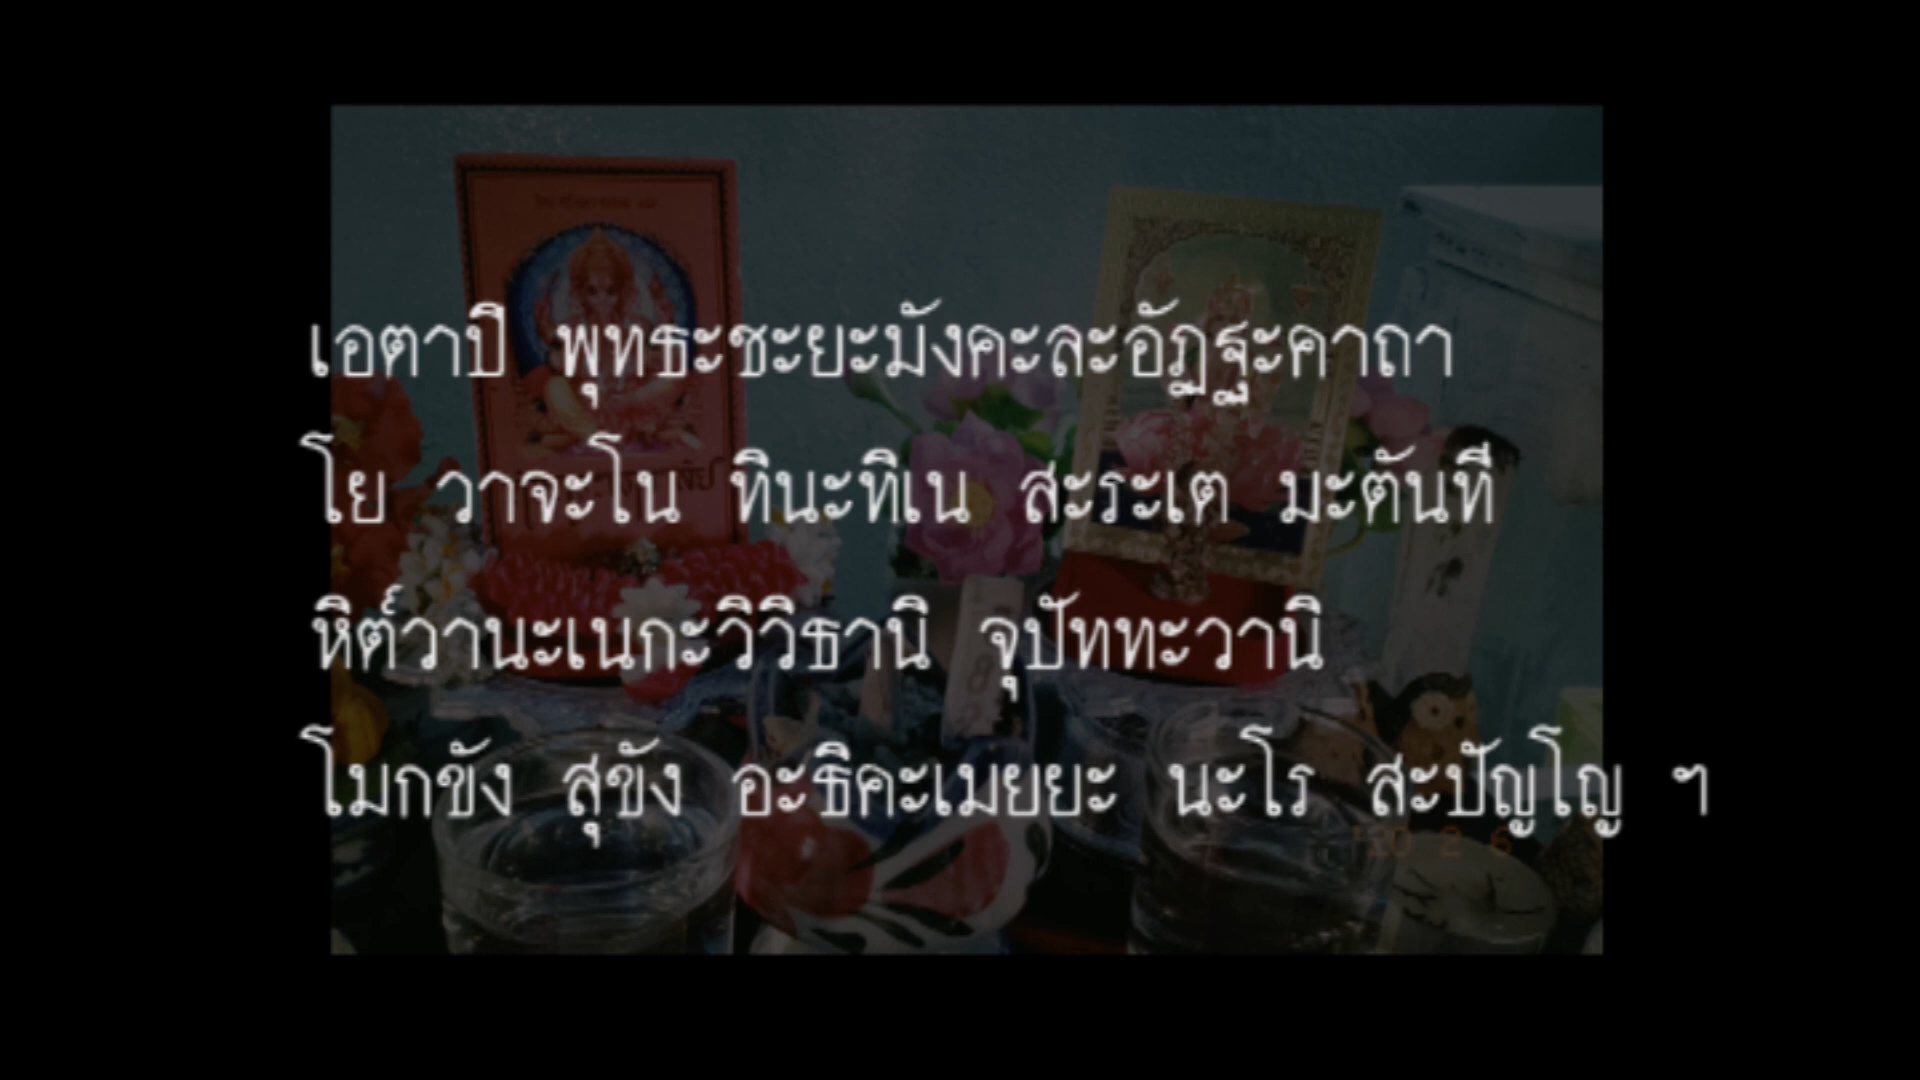 เอตาปิ พุทธะชะยะมังคะละอัฏฐะคาถา
โย วาจะโน ทินะทิเน สะระเต มะตันที
หิต์วานะเนกะวิวิธานิ จุปัททะวานิ
โมกขัง สุขัง อะธิคะเมยยะ นะโร สะปัญโญ ฯ